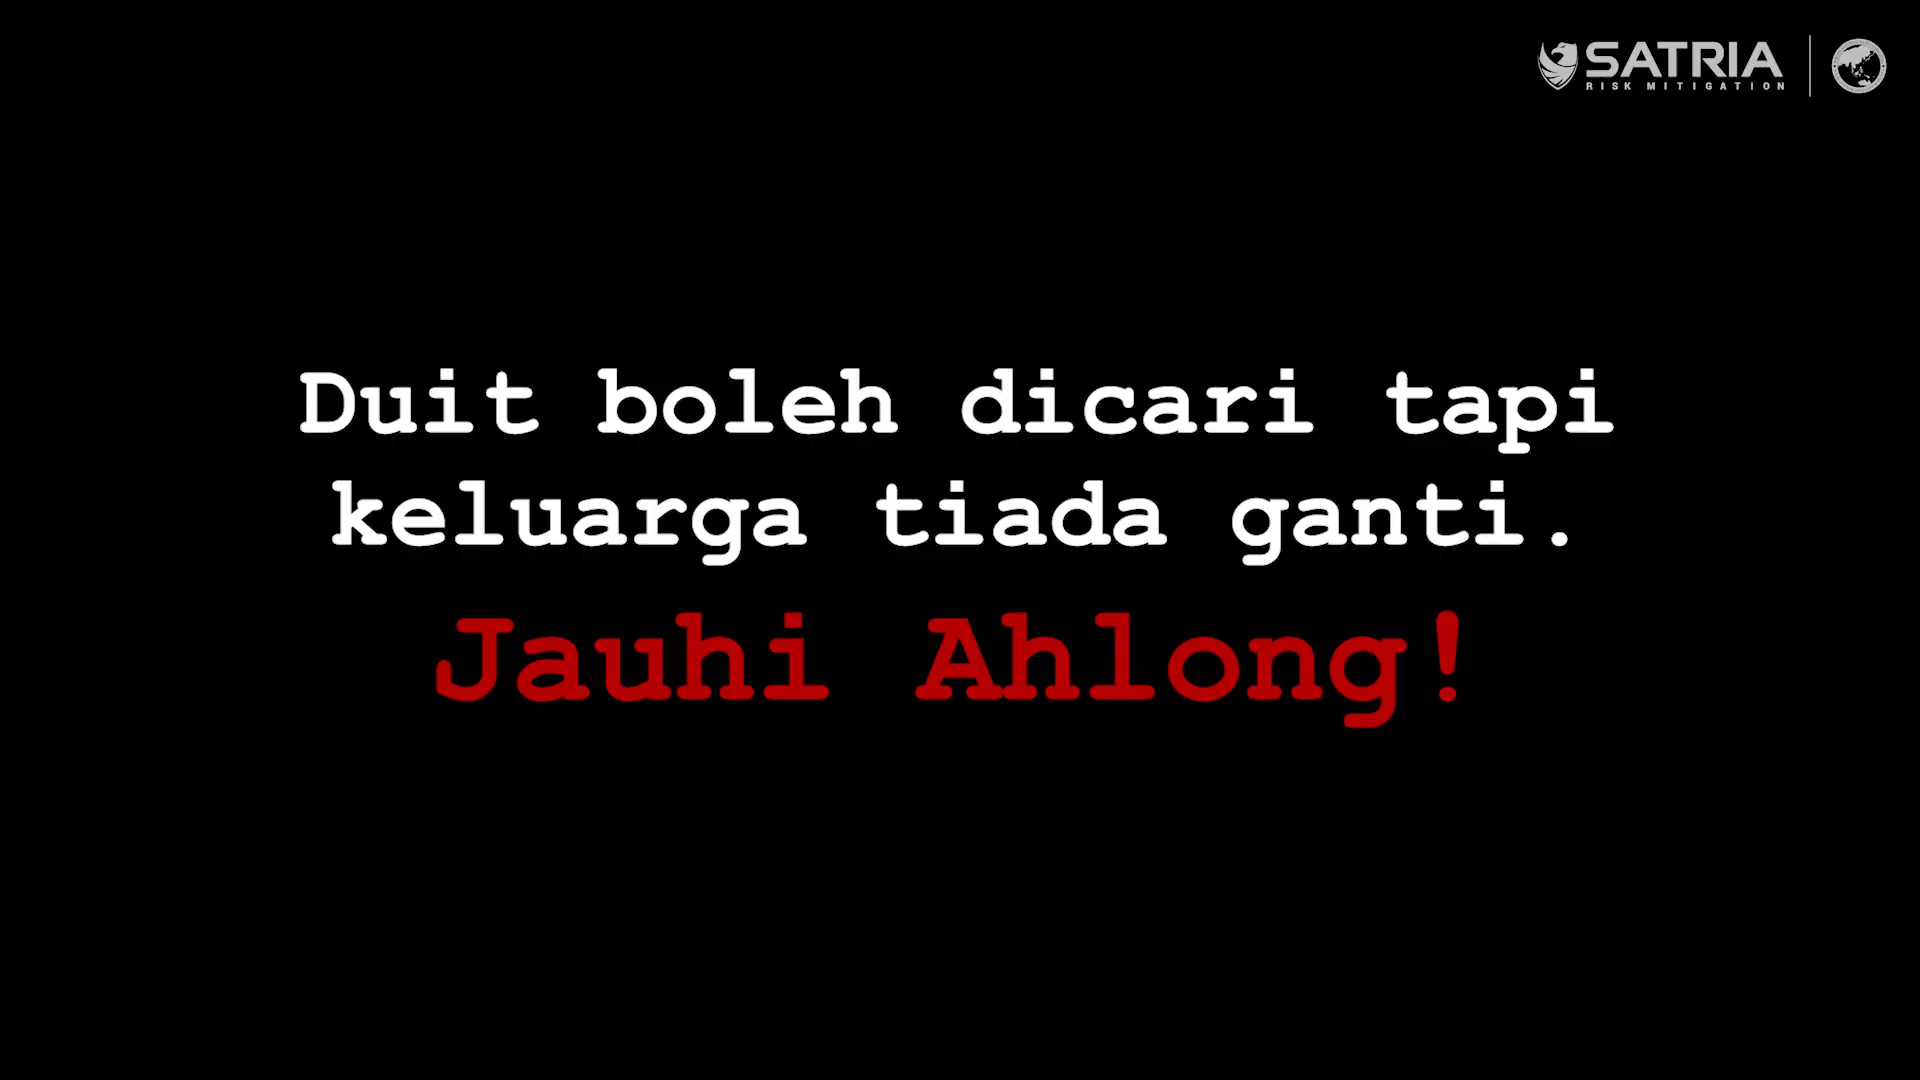 SATRIA
RISK MITIGATION
Duit boleh dicari tapi
keluarga tiada ganti.
Jauhi Ahlong!